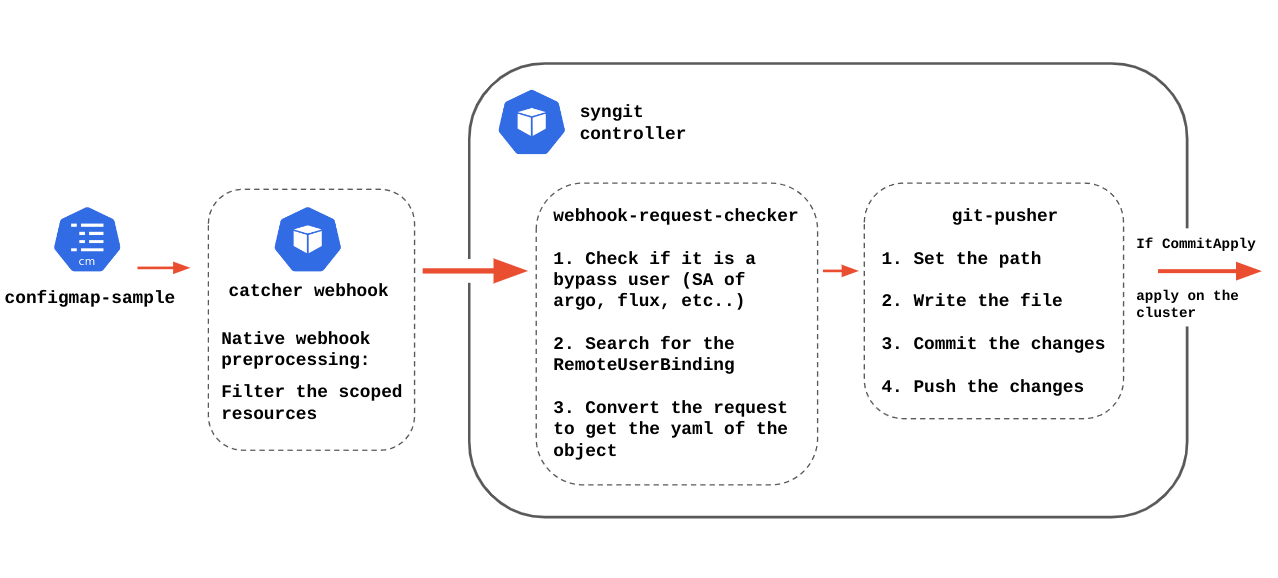 cm
configmap-sample
catcher webhook
Native webhook
preprocessing:
Filter the scoped
resources
syngit
controller
webhook-request-checker
1. Check if it is a
bypass user (SA of
argo, flux, etc..)
2. Search for the
RemoteUserBinding
3. Convert the request
to get the yaml of the
object
git-pusher
1. Set the path
2. Write the file
3. Commit the changes
4. Push the changes
If CommitApply
apply on the
cluster